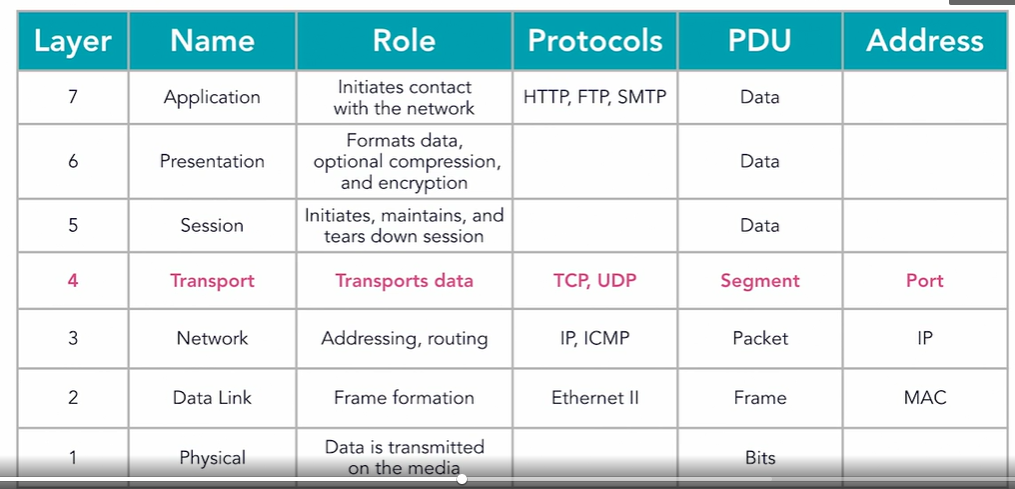 Layer Name Role Protocols PDU Address
7 Application Initiates contact
with the network HTTP, FTP, SMTP Data
6 Presentation Formats data,
optional compression,
and encryption Data
5 Session Initiates, maintains, and
tears down session Data
4 Transport Transports data TCP, UDP Segment Port
3 Network Addressing, routing IP, ICMP Packet IP
2 Data Link Frame formation Ethernet II Frame MAC
1 Physical Data is transmitted
on the media Bits